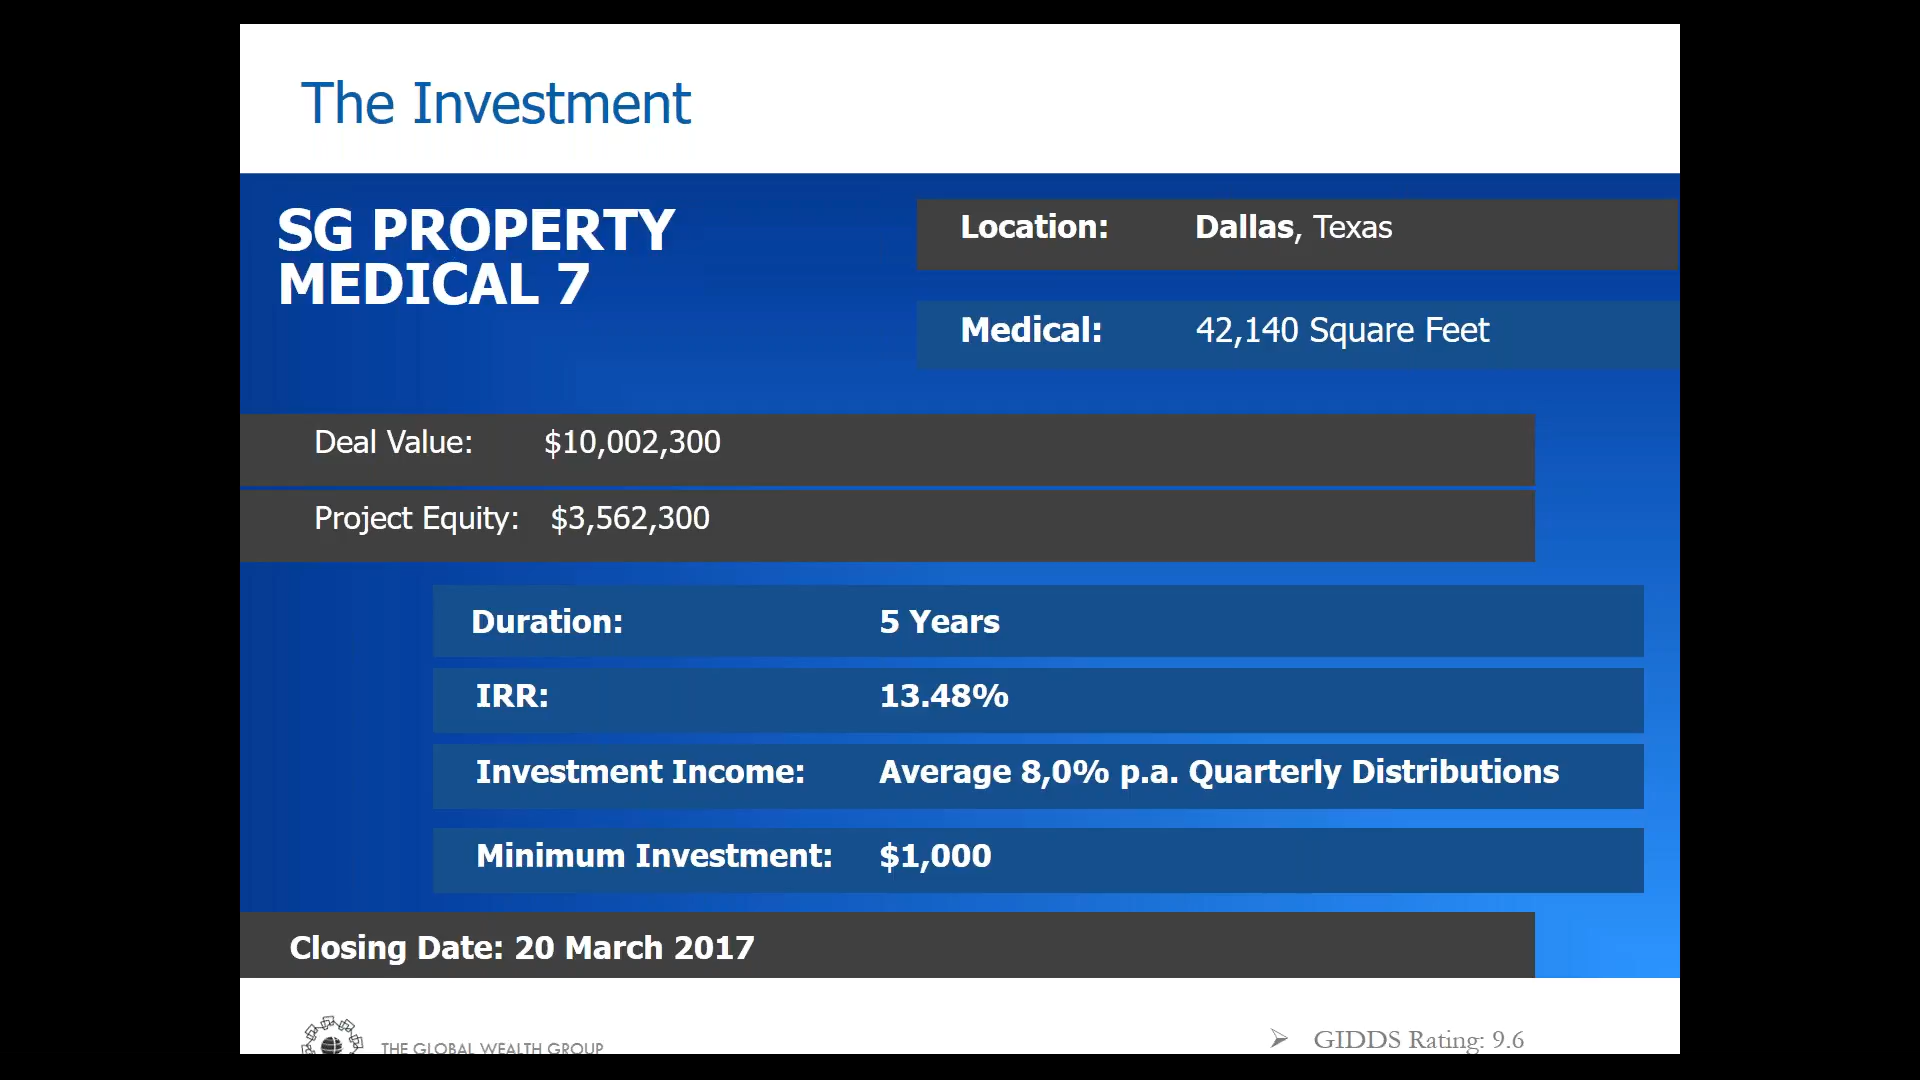 The Investment
SG PROPERTY
MEDICAL 7
Location: Dallas, Texas
Medical: 42,140 Square Feet
Deal Value: $10,002,300
Project Equity: $3,562,300
Duration: 5 Years
IRR: 13.48%
Investment Income: Average 8,0% p.a. Quarterly Distributions
Minimum Investment: $1,000
Closing Date: 20 March 2017
THE GLOBAL WEALTH GROUP
➢ GIDDS Rating: 9.6